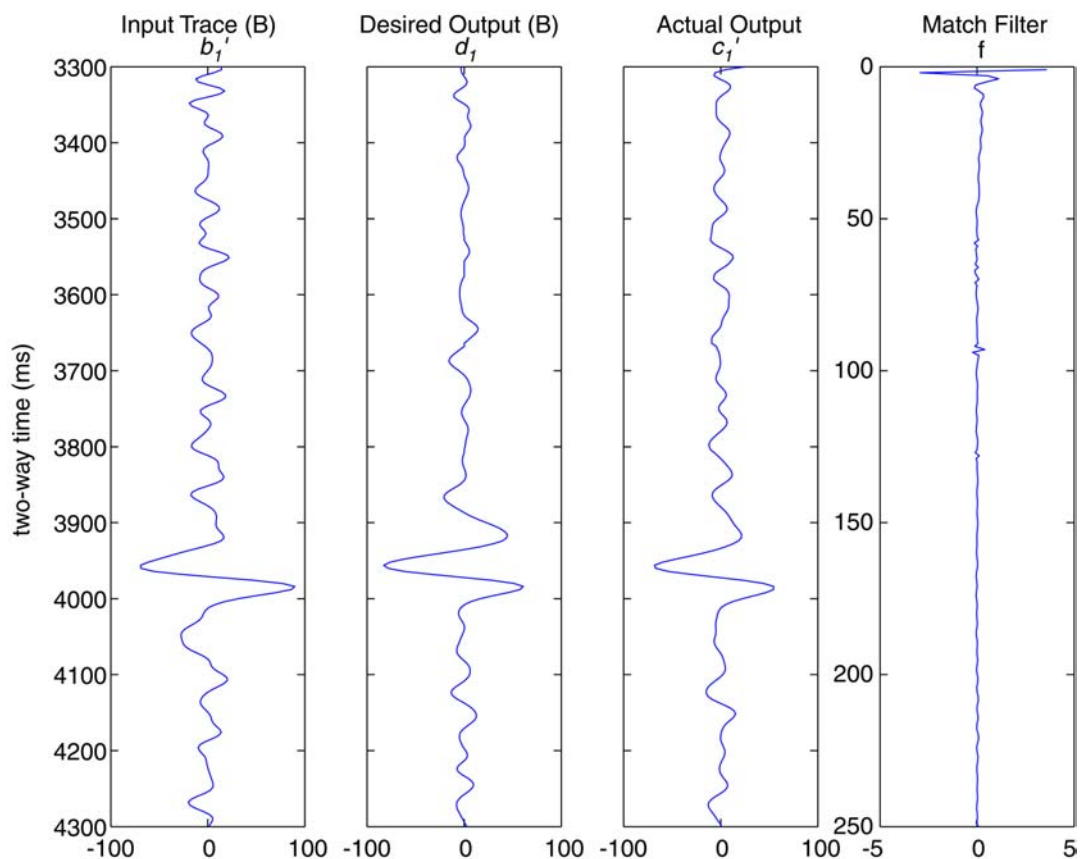 Input Trace (B)
b₁'
Desired Output (B)
d₁
Actual Output
c₁'
Match Filter
f
two-way time (ms)
3300
3400
3500
3600
3700
3800
3900
4000
4100
4200
4300
-100 0 100
-100 0 100
-100 0 100
0
50
100
150
200
250
-5 0 5